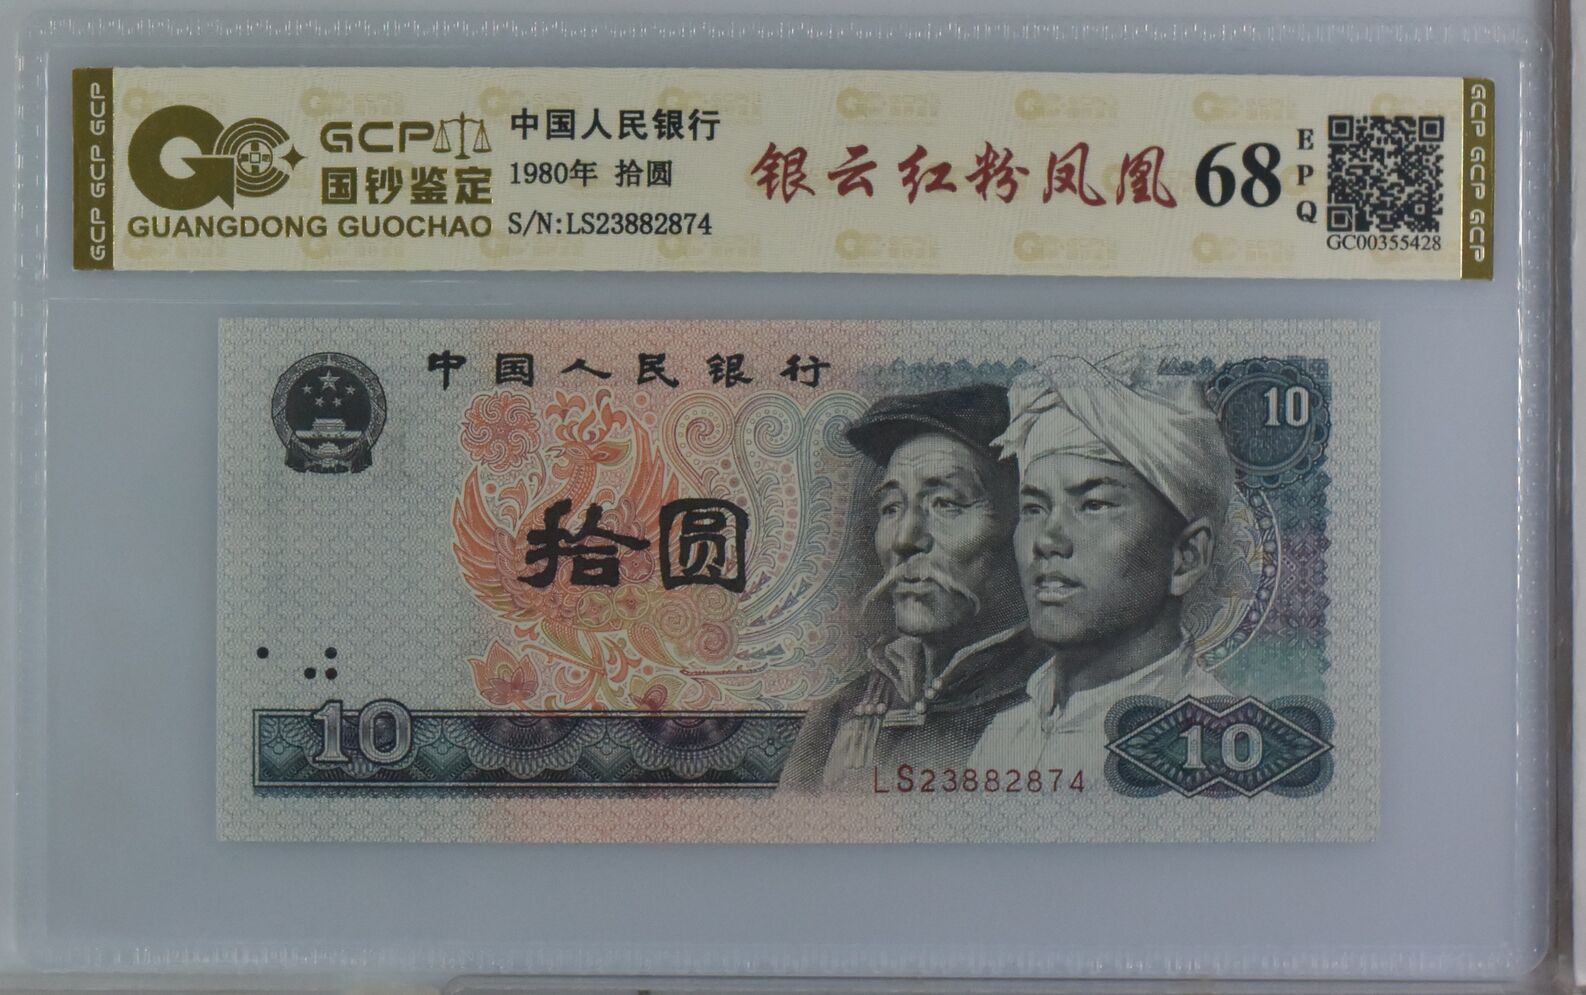 GCP GCP GCP
GCP
国钞鉴定
GUANGDONG GUOCHAO
中国人民银行
1980年 拾圆
S/N:LS23882874
银云红粉凤凰
68
EPQ
GC00355428
GCP GCP GCP
中国人民银行
10
拾圆
10
LS23882874
10